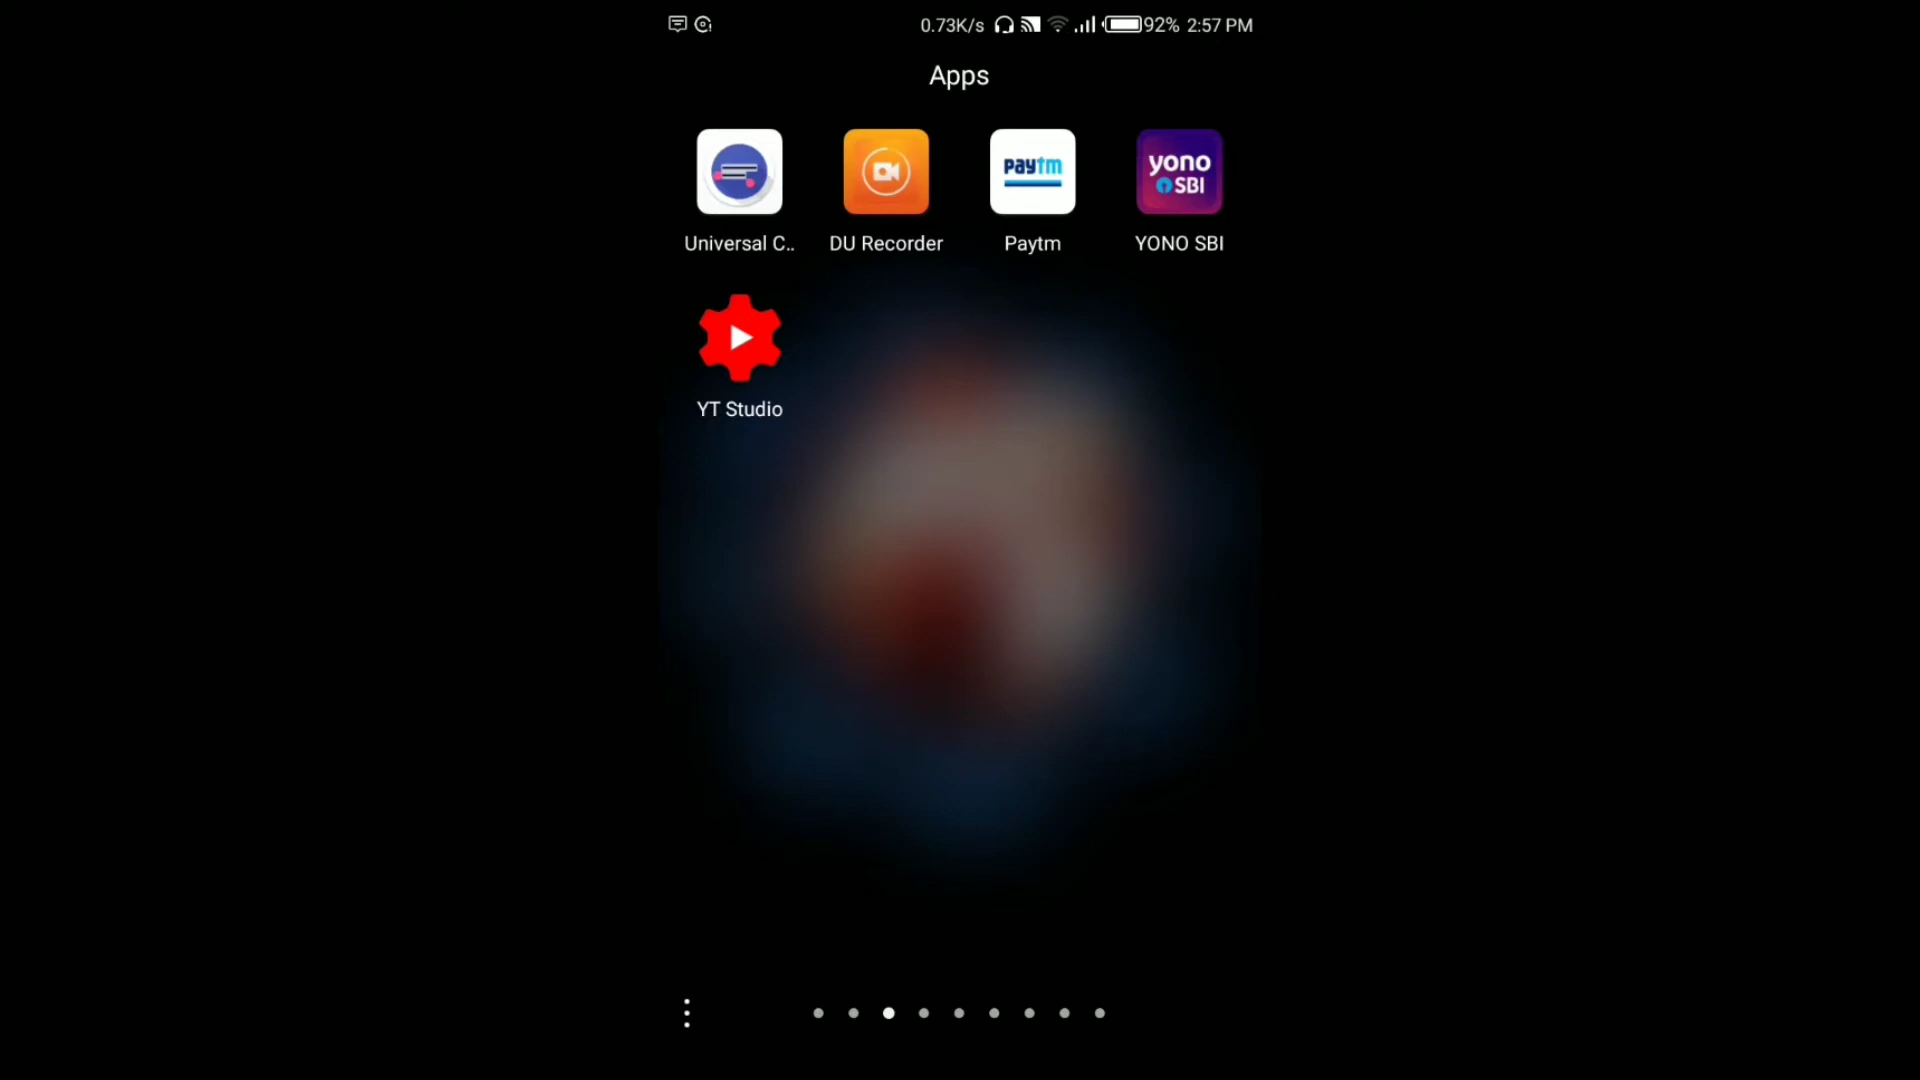 0.73K/s 92% 2:57 PM
Apps
paytm
yono
SBI
Universal C..
DU Recorder
Paytm
YONO SBI
YT Studio